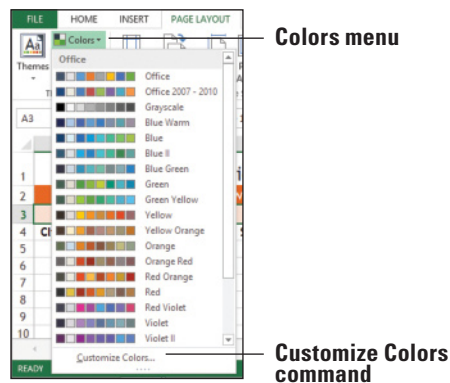 FILE HOME INSERT PAGE LAYOUT
Colors
Colors menu
Aa
Themes
Office
Office
Office 2007 - 2010
Grayscale
Blue Warm
Blue
Blue II
Blue Green
Green
Green Yellow
Yellow
Yellow Orange
Orange
Orange Red
Red Orange
Red
Red Violet
Violet
Violet II
Customize Colors...
Customize Colors
command
A3
1
2
3
4
5
6
7
8
9
10
READY